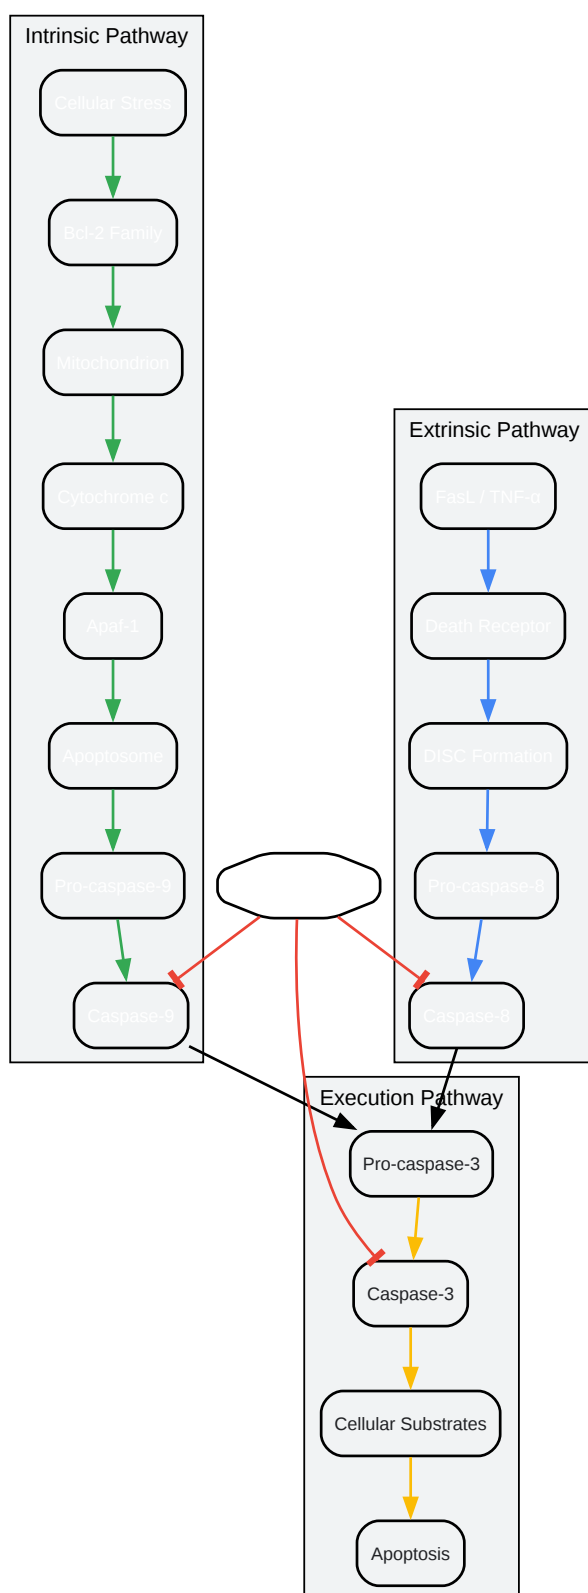 Intrinsic Pathway
Cellular Stress
Bcl-2 Family
Mitochondrion
Cytochrome c
Apaf-1
Apoptosome
Pro-caspase-9
Caspase-9
Extrinsic Pathway
FasL / TNF-α
Death Receptor
DISC Formation
Pro-caspase-8
Caspase-8
Execution Pathway
Pro-caspase-3
Caspase-3
Cellular Substrates
Apoptosis